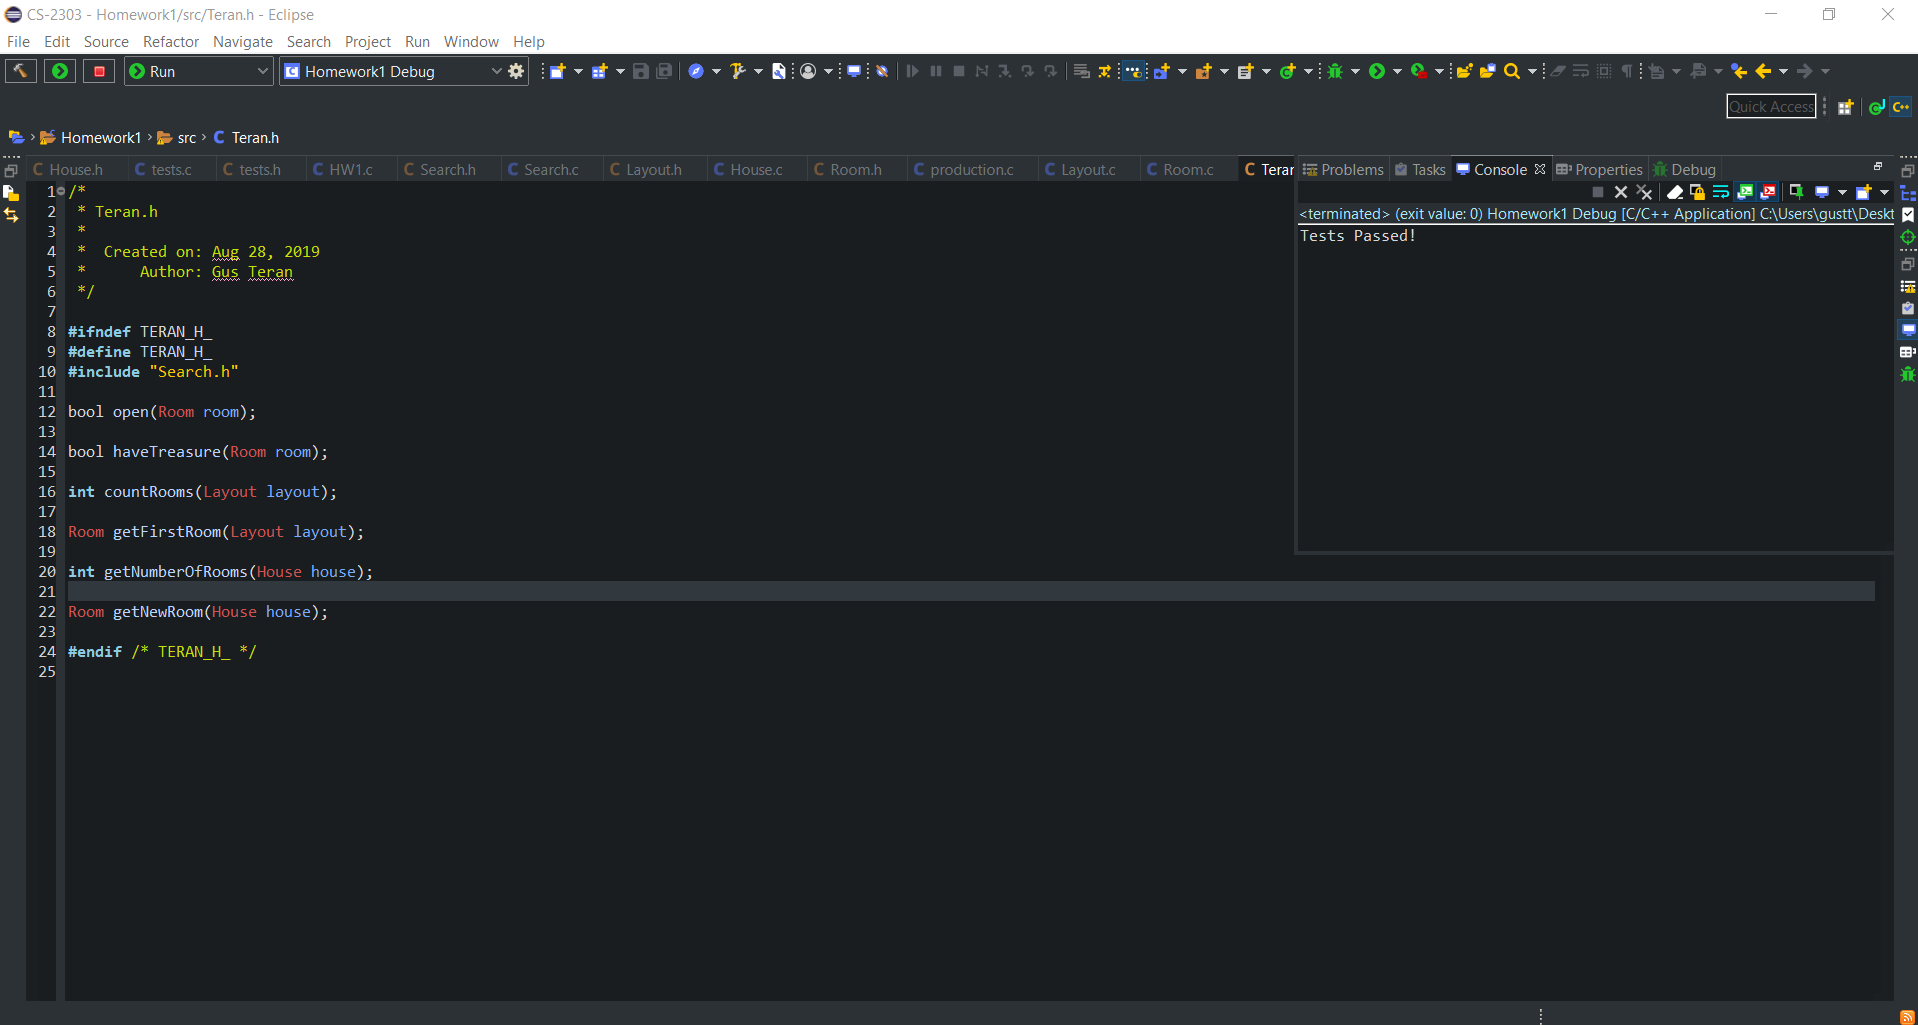 CS-2303 - Homework1/src/Teran.h - Eclipse
File Edit Source Refactor Navigate Search Project Run Window Help
Run Homework1 Debug
Quick Access
Homework1 src Teran.h
House.h tests.c tests.h HW1.c Search.h Search.c Layout.h House.c Room.h production.c Layout.c Room.c Teran
Problems Tasks Console Properties Debug
<terminated> (exit value: 0) Homework1 Debug [C/C++ Application] C:\Users\gustt\Deskt
Tests Passed!
1 /*
2 * Teran.h
3 *
4 * Created on: Aug 28, 2019
5 * Author: Gus Teran
6 */
7
8 #ifndef TERAN_H_
9 #define TERAN_H_
10 #include "Search.h"
11
12 bool open(Room room);
13
14 bool haveTreasure(Room room);
15
16 int countRooms(Layout layout);
17
18 Room getFirstRoom(Layout layout);
19
20 int getNumberOfRooms(House house);
21
22 Room getNewRoom(House house);
23
24 #endif /* TERAN_H_ */
25